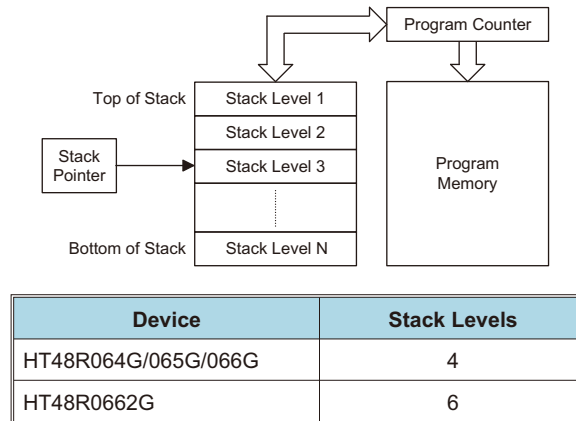 Program Counter
Top of Stack
Stack Level 1
Stack Level 2
Stack
Pointer
Stack Level 3
Program
Memory
Bottom of Stack
Stack Level N
Device Stack Levels
HT48R064G/065G/066G 4
HT48R0662G 6